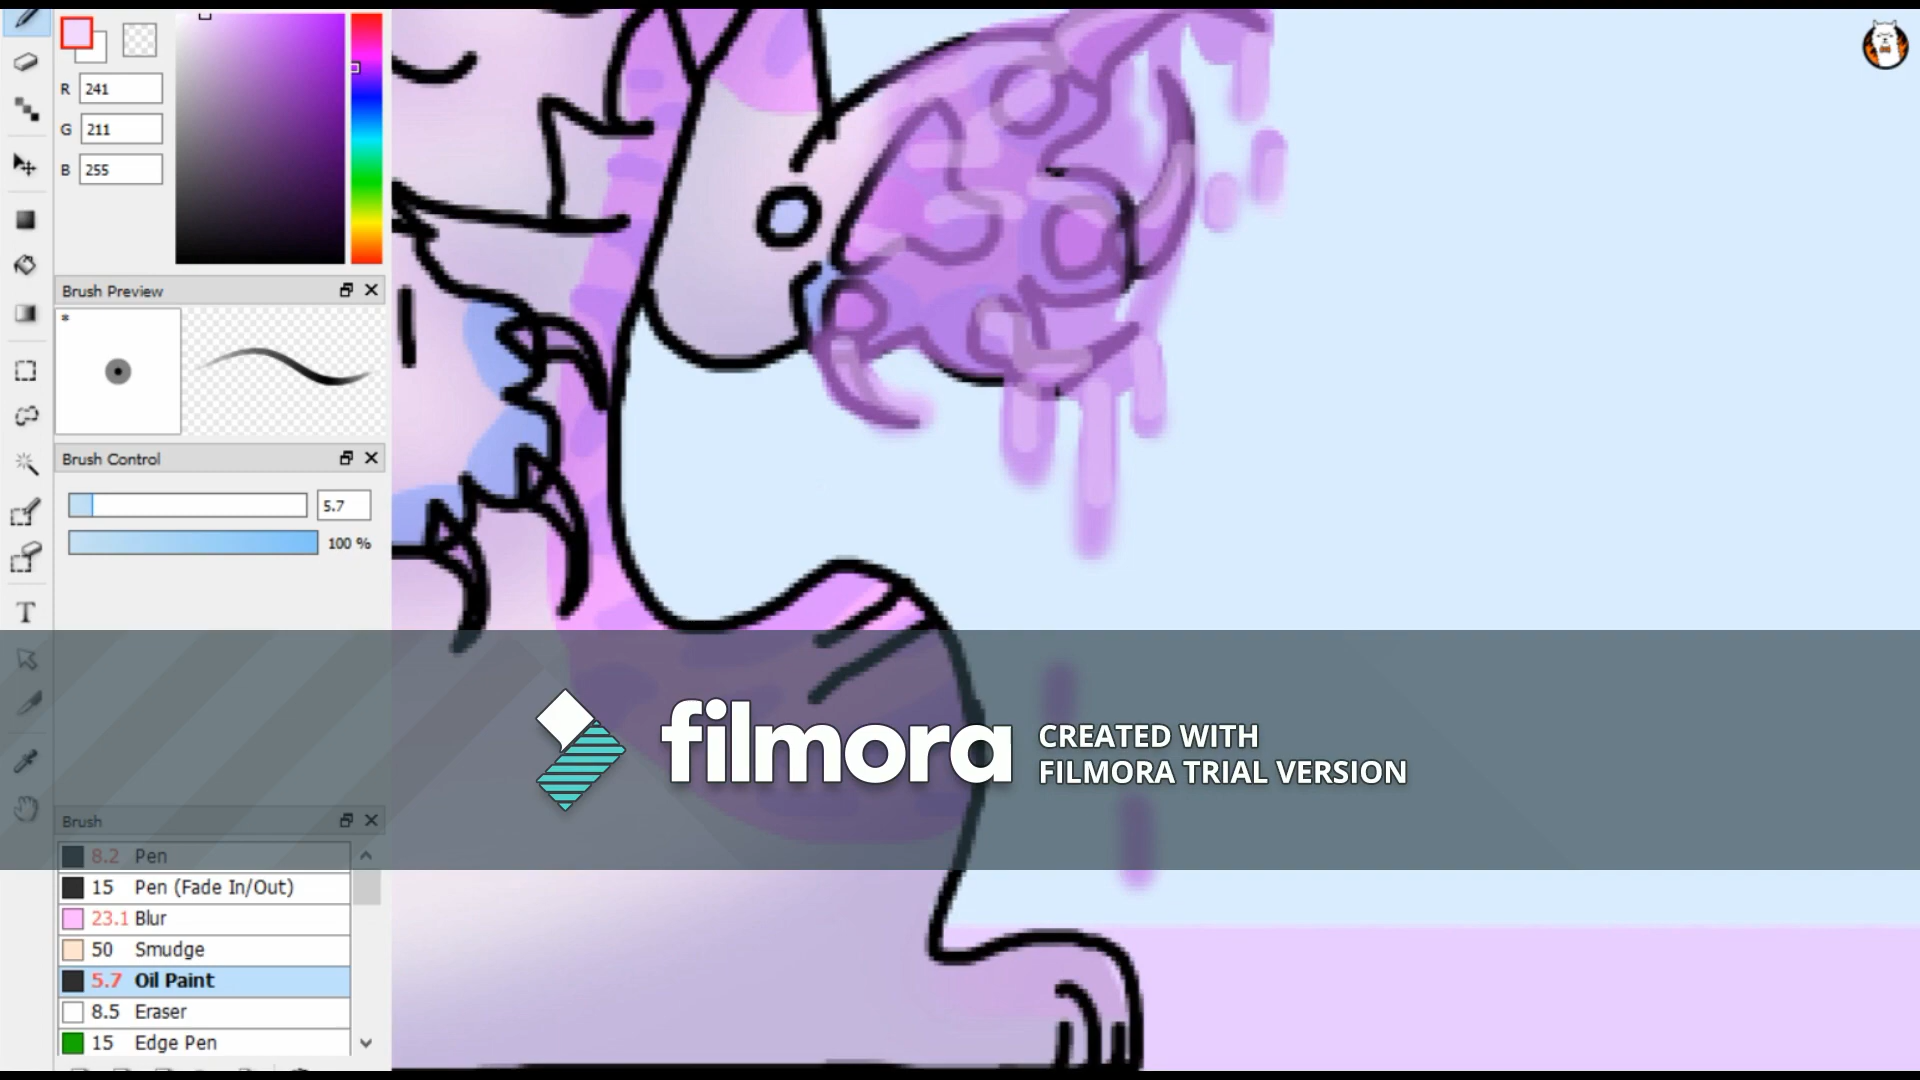 R 241
G 211
B 255
Brush Preview
*
Brush Control
5.7
100 %
T
filmora
CREATED WITH
FILMORA TRIAL VERSION
Brush
8.2 Pen
15 Pen (Fade In/Out)
23.1 Blur
50 Smudge
5.7 Oil Paint
8.5 Eraser
15 Edge Pen